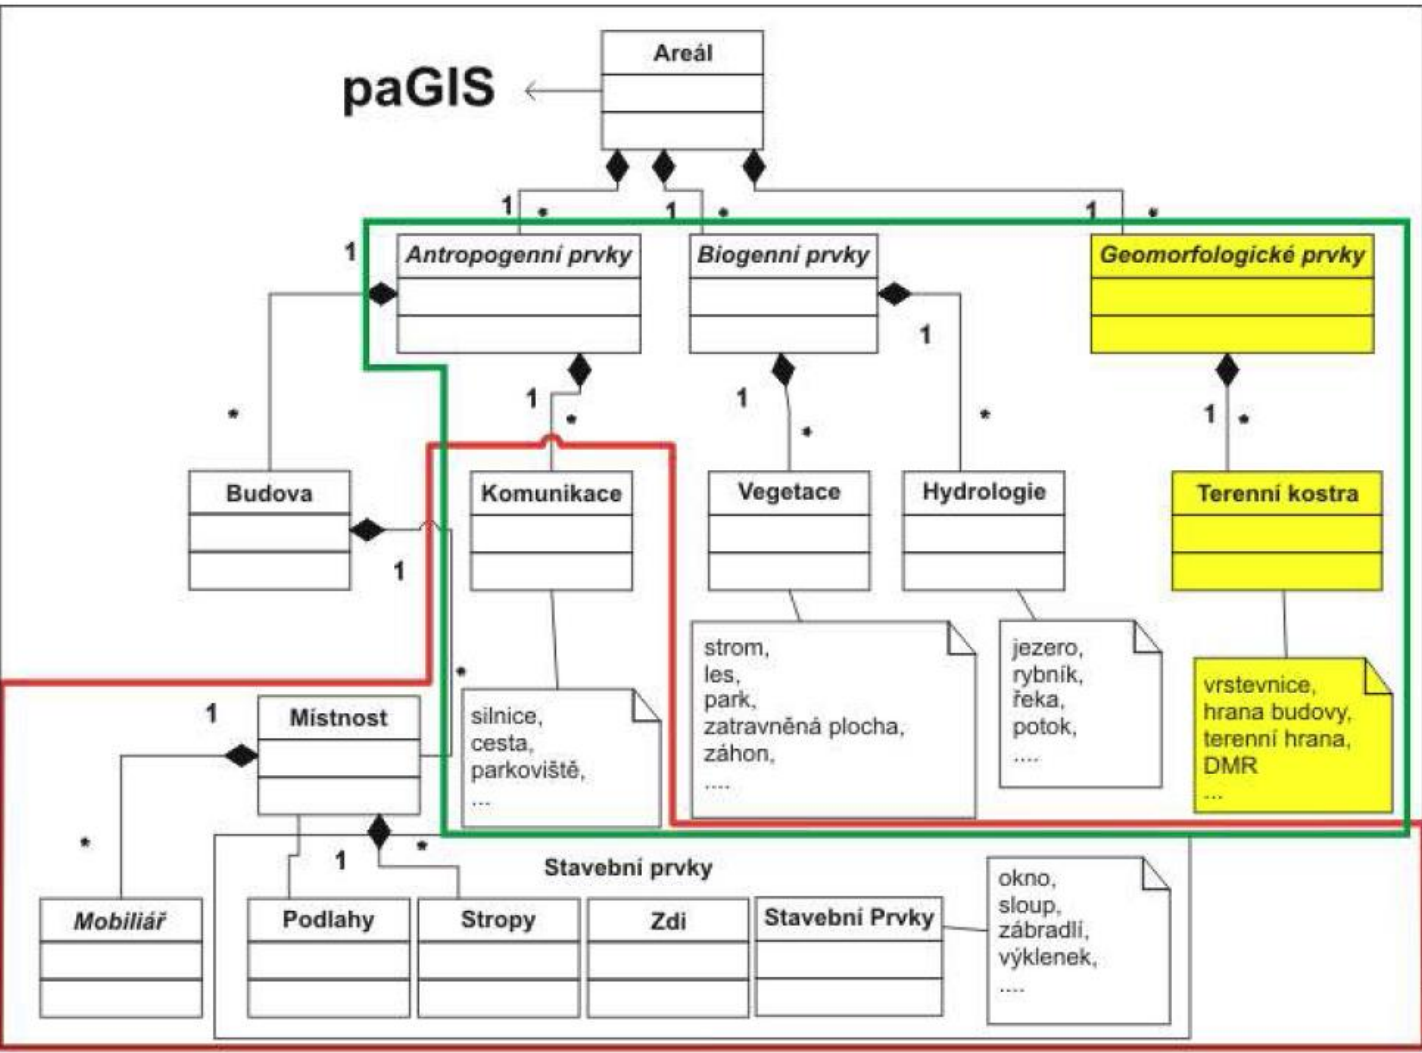 Areál
paGIS
1 * 1 * 1 *
1
Antropogenní prvky
Biogenní prvky
Geomorfologické prvky
1
1
*
1
*
*
*
1
*
Budova
Komunikace
Vegetace
Hydrologie
Terenní kostra
1
*
strom,
les,
park,
zatravněná plocha,
záhon,
....
jezero,
rybník,
řeka,
potok,
....
vrstevnice,
hrana budovy,
terenní hrana,
DMR
...
silnice,
cesta,
parkoviště,
...
1
Místnost
*
1
*
Stavební prvky
Mobiliář
Podlahy
Stropy
Zdi
Stavební Prvky
okno,
sloup,
zábradlí,
výklenek,
....